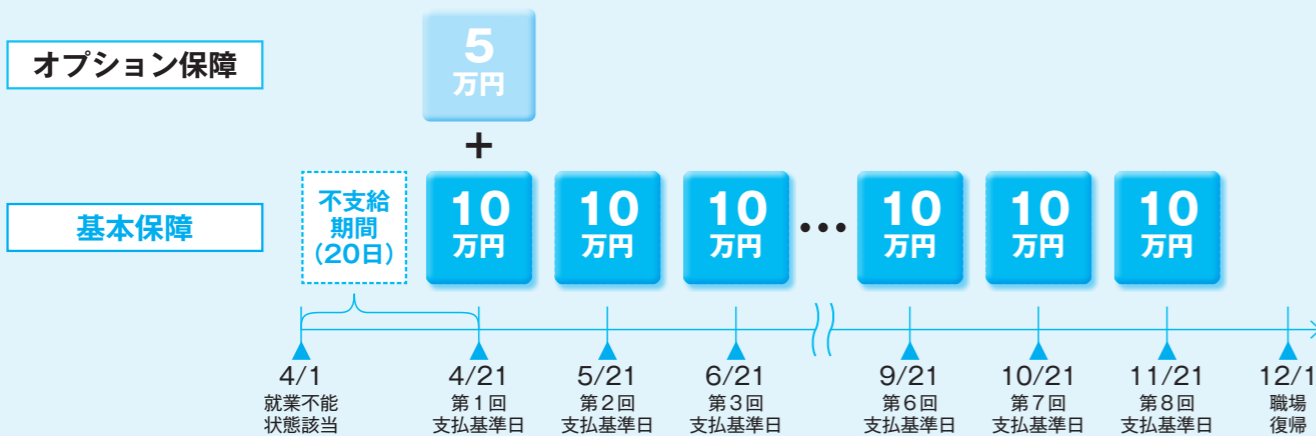 オプション保障
5
万円
+
基本保障
不支給
期間
(20日)
10
万円
10
万円
10
万円
…
10
万円
10
万円
10
万円
4/1
就業不能
状態該当
4/21
第1回
支払基準日
5/21
第2回
支払基準日
6/21
第3回
支払基準日
9/21
第6回
支払基準日
10/21
第7回
支払基準日
11/21
第8回
支払基準日
12/1
職場
復帰